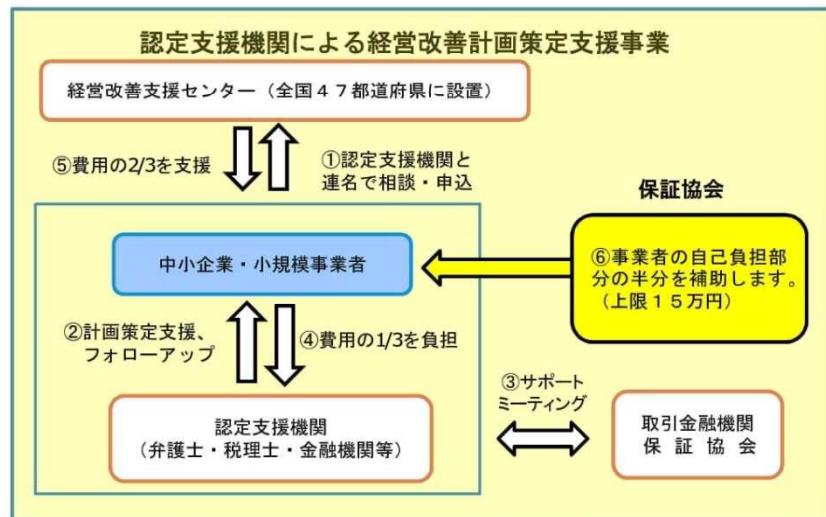 認定支援機関による経営改善計画策定支援事業
経営改善支援センター（全国４７都道府県に設置）
⑤費用の2/3を支援
①認定支援機関と
連名で相談・申込
保証協会
中小企業・小規模事業者
⑥事業者の自己負担部
分の半分を補助します。
（上限１５万円）
②計画策定支援、
フォローアップ
④費用の1/3を負担
③サポート
ミーティング
認定支援機関
（弁護士・税理士・金融機関等）
取引金融機関
保　証　協　会